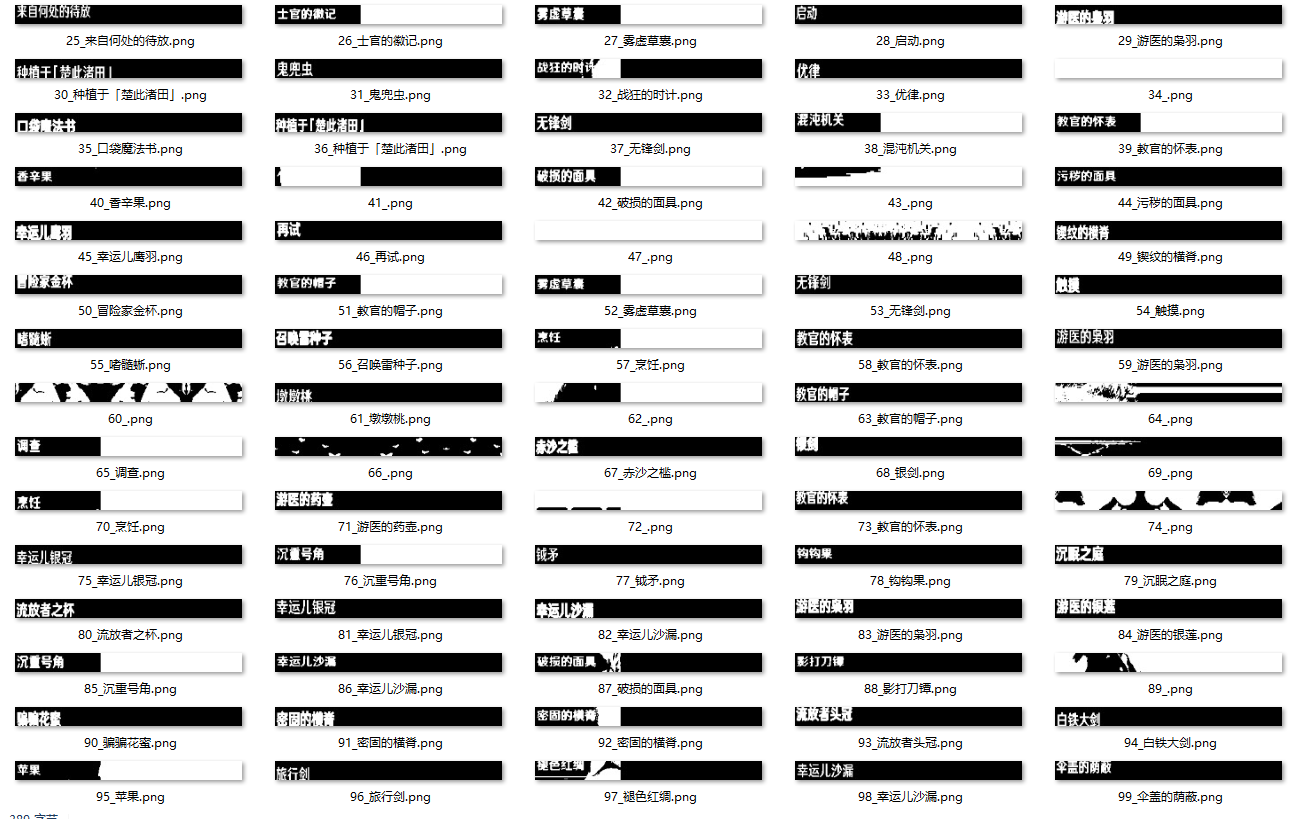 来自何处的待放 士官的徽记 雾虚草囊 启动 游医的枭羽
25_来自何处的待放.png 26_士官的徽记.png 27_雾虚草囊.png 28_启动.png 29_游医的枭羽.png
种植于「楚此渚田」 鬼兜虫 战狂的时计 优律
30_种植于「楚此渚田」.png 31_鬼兜虫.png 32_战狂的时计.png 33_优律.png 34_.png
口袋魔法书 种植于「楚此渚田」 无锋剑 混沌机关 教官的怀表
35_口袋魔法书.png 36_种植于「楚此渚田」.png 37_无锋剑.png 38_混沌机关.png 39_教官的怀表.png
香辛果 破损的面具 污秽的面具
40_香辛果.png 41_.png 42_破损的面具.png 43_.png 44_污秽的面具.png
幸运儿鹰羽 再试 锲纹的横脊
45_幸运儿鹰羽.png 46_再试.png 47_.png 48_.png 49_锲纹的横脊.png
冒险家金杯 教官的帽子 雾虚草囊 无锋剑 触摸
50_冒险家金杯.png 51_教官的帽子.png 52_雾虚草囊.png 53_无锋剑.png 54_触摸.png
嗜髓蜥 召唤雷种子 烹饪 教官的怀表 游医的枭羽
55_嗜髓蜥.png 56_召唤雷种子.png 57_烹饪.png 58_教官的怀表.png 59_游医的枭羽.png
墩墩桃 教官的帽子
60_.png 61_墩墩桃.png 62_.png 63_教官的帽子.png 64_.png
调查 赤沙之槛 银剑
65_调查.png 66_.png 67_赤沙之槛.png 68_银剑.png 69_.png
烹饪 游医的药壶 教官的怀表
70_烹饪.png 71_游医的药壶.png 72_.png 73_教官的怀表.png 74_.png
幸运儿银冠 沉重号角 钺矛 钩钩果 沉眠之庭
75_幸运儿银冠.png 76_沉重号角.png 77_钺矛.png 78_钩钩果.png 79_沉眠之庭.png
流放者之杯 幸运儿银冠 幸运儿沙漏 游医的枭羽 游医的银莲
80_流放者之杯.png 81_幸运儿银冠.png 82_幸运儿沙漏.png 83_游医的枭羽.png 84_游医的银莲.png
沉重号角 幸运儿沙漏 破损的面具 影打刀镡
85_沉重号角.png 86_幸运儿沙漏.png 87_破损的面具.png 88_影打刀镡.png 89_.png
骗骗花蜜 密固的横脊 密固的横脊 流放者头冠 白铁大剑
90_骗骗花蜜.png 91_密固的横脊.png 92_密固的横脊.png 93_流放者头冠.png 94_白铁大剑.png
苹果 旅行剑 褪色红绸 幸运儿沙漏 伞盖的荫蔽
95_苹果.png 96_旅行剑.png 97_褪色红绸.png 98_幸运儿沙漏.png 99_伞盖的荫蔽.png